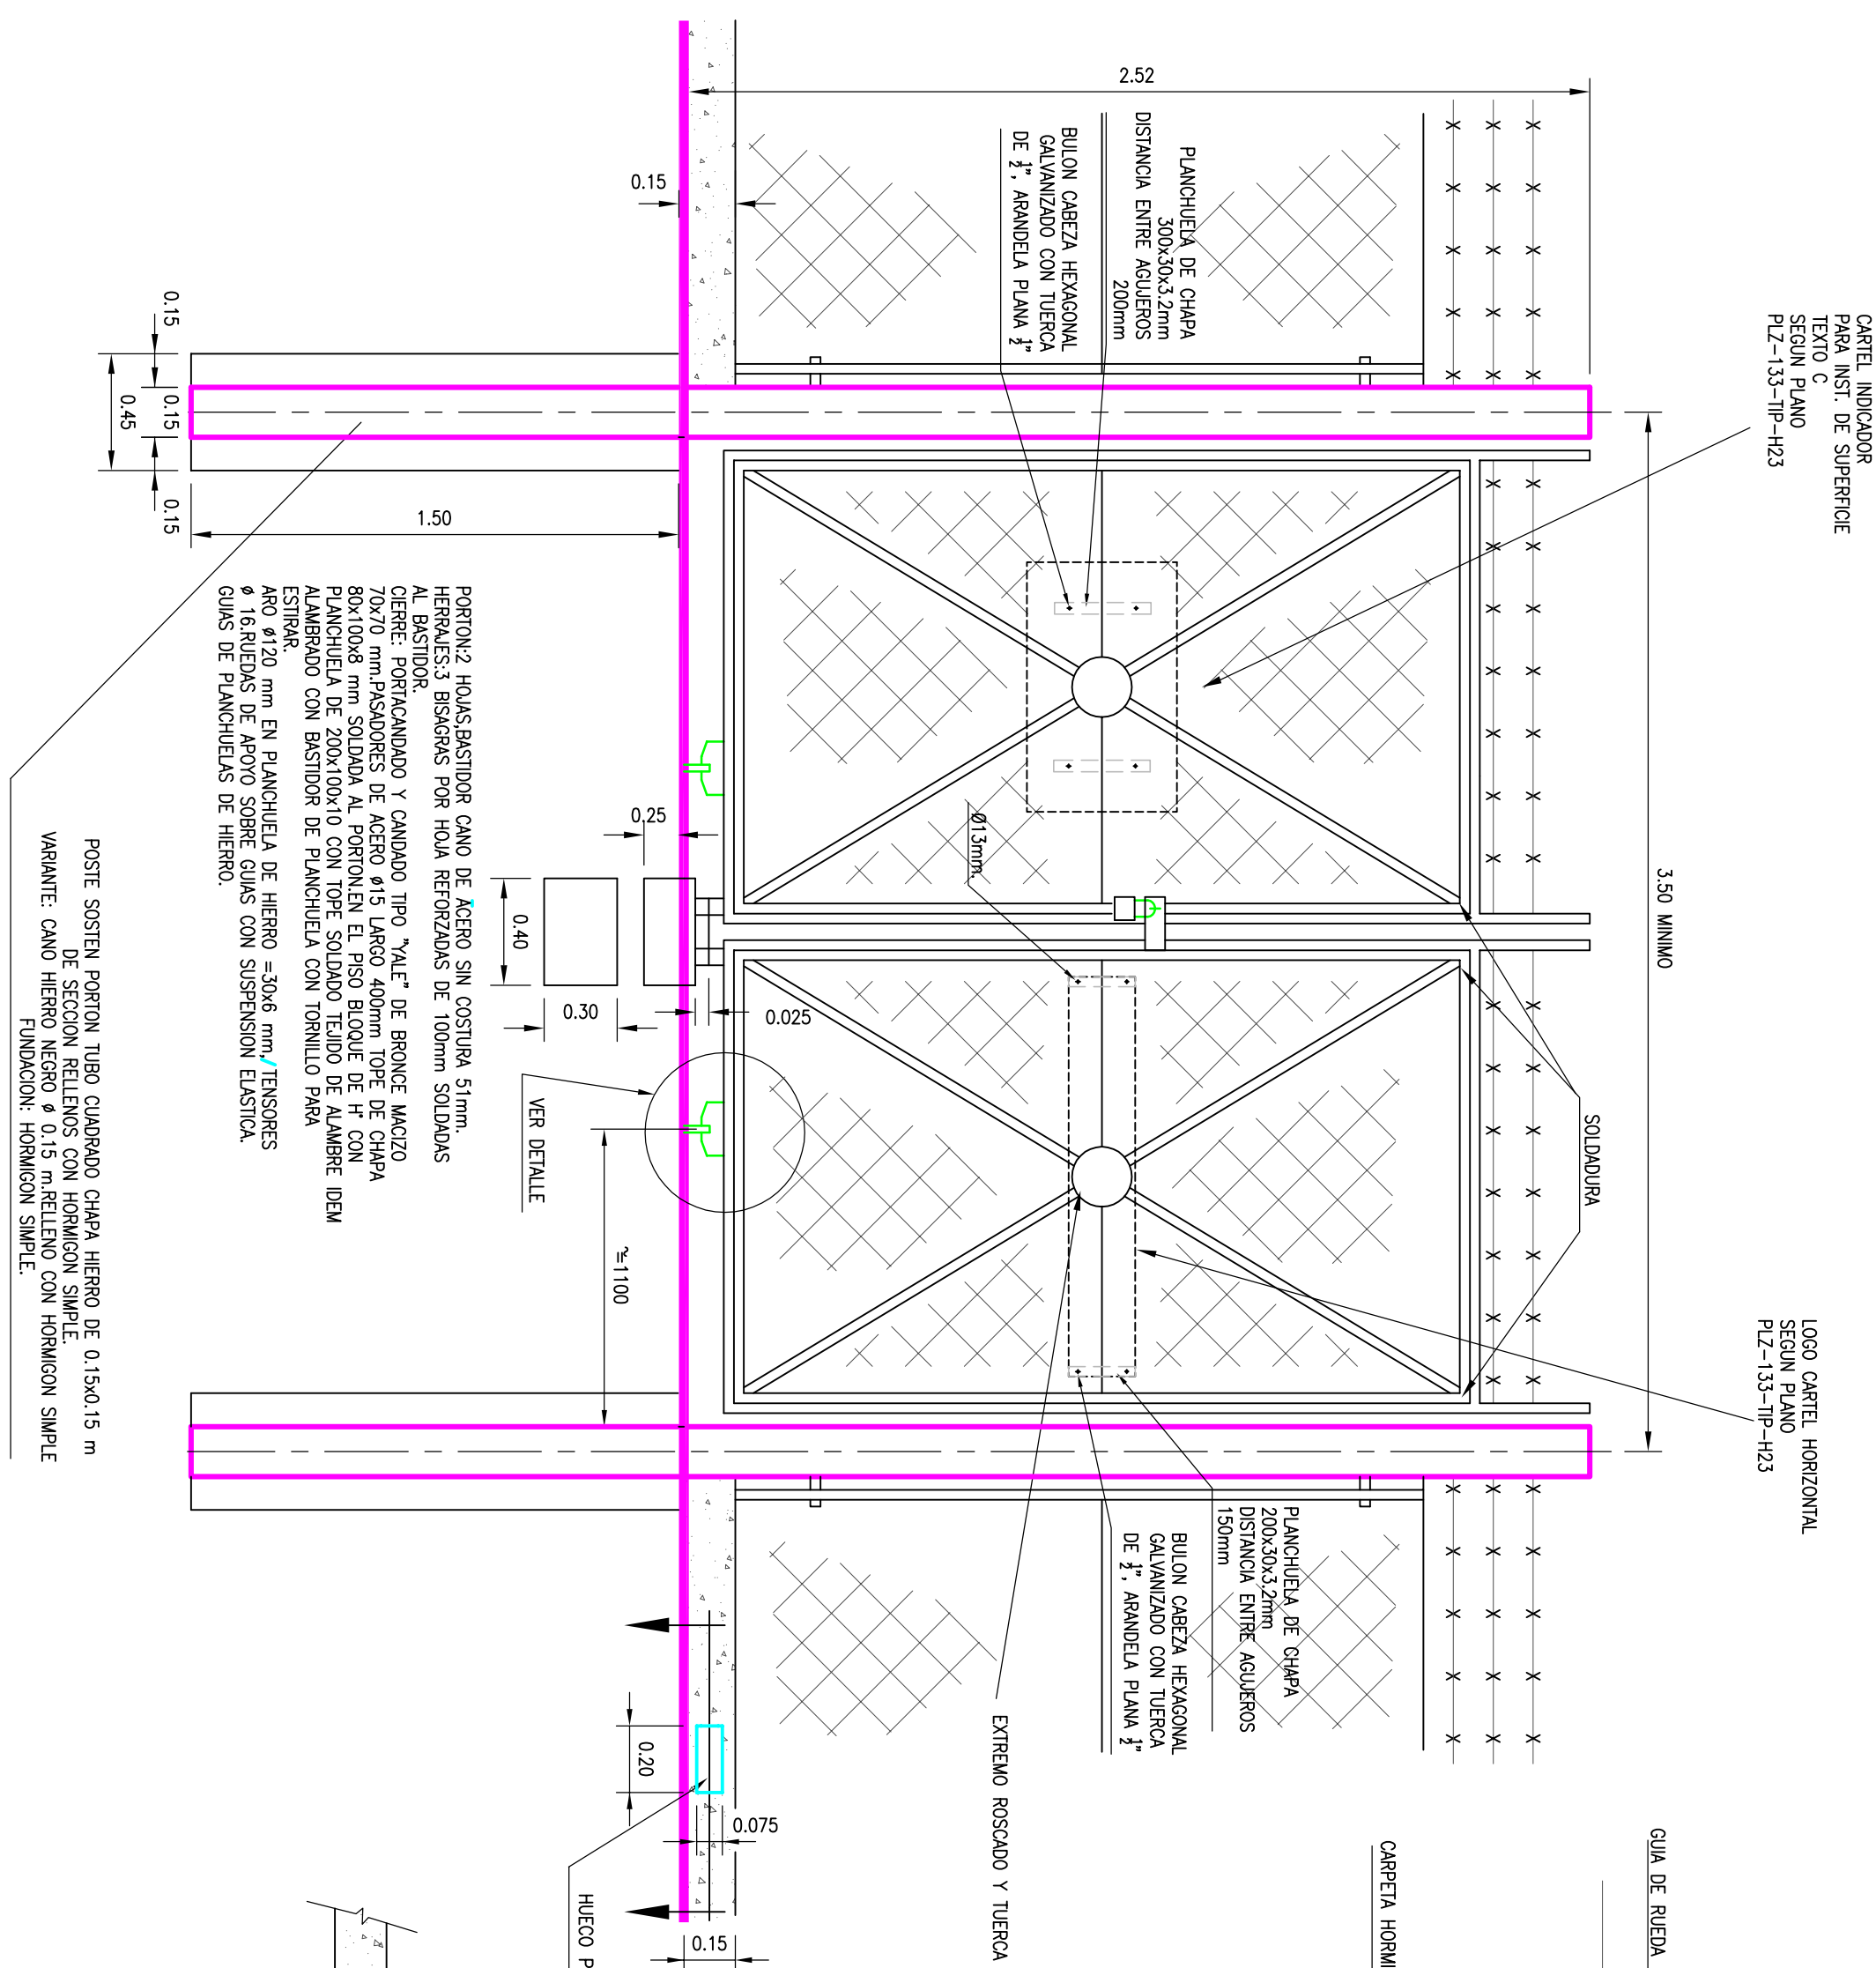 CARTEL INDICADOR
PARA INST. DE SUPERFICIE
TEXTO C
SEGUN PLANO
PLZ-133-TIP-H23
LOGO CARTEL HORIZONTAL
SEGUN PLANO
PLZ-133-TIP-H23
GUIA DE RUEDA
3.50 MINIMO
SOLDADURA
CARPETA HORMI
2.52
PLANCHUELA DE CHAPA
300x30x3.2mm
DISTANCIA ENTRE AGUJEROS
200mm
BULON CABEZA HEXAGONAL
GALVANIZADO CON TUERCA
DE ½", ARANDELA PLANA ½"
PLANCHUELA DE CHAPA
200x30x3.2mm
DISTANCIA ENTRE AGUJEROS
150mm
BULON CABEZA HEXAGONAL
GALVANIZADO CON TUERCA
DE ½", ARANDELA PLANA ½"
Ø13mm.
EXTREMO ROSCADO Y TUERCA
0.15
0.25
0.40
0.30
0.025
VER DETALLE
≃1100
0.20
0.075
0.15
HUECO P
0.15
0.15
0.45
0.15
1.50
PORTON:2 HOJAS,BASTIDOR CANO DE ACERO SIN COSTURA 51mm.
HERRAJES:3 BISAGRAS POR HOJA REFORZADAS DE 100mm SOLDADAS
AL BASTIDOR.
CIERRE: PORTACANDADO Y CANDADO TIPO "YALE" DE BRONCE MACIZO
70x70 mm.PASADORES DE ACERO ø15 LARGO 400mm TOPE DE CHAPA
80x100x8 mm SOLDADA AL PORTON.EN EL PISO BLOQUE DE H° CON
PLANCHUELA DE 200x100x10 CON TOPE SOLDADO TEJIDO DE ALAMBRE IDEM
ALAMBRADO CON BASTIDOR DE PLANCHUELA CON TORNILLO PARA
ESTIRAR.
ARO ø120 mm EN PLANCHUELA DE HIERRO =30x6 mm,/TENSORES
ø 16.RUEDAS DE APOYO SOBRE GUIAS CON SUSPENSION ELASTICA.
GUIAS DE PLANCHUELAS DE HIERRO.
POSTE SOSTEN PORTON TUBO CUADRADO CHAPA HIERRO DE 0.15x0.15 m
DE SECCION RELLENOS CON HORMIGON SIMPLE.
VARIANTE: CANO HIERRO NEGRO ø 0.15 m.RELLENO CON HORMIGON SIMPLE
FUNDACION: HORMIGON SIMPLE.